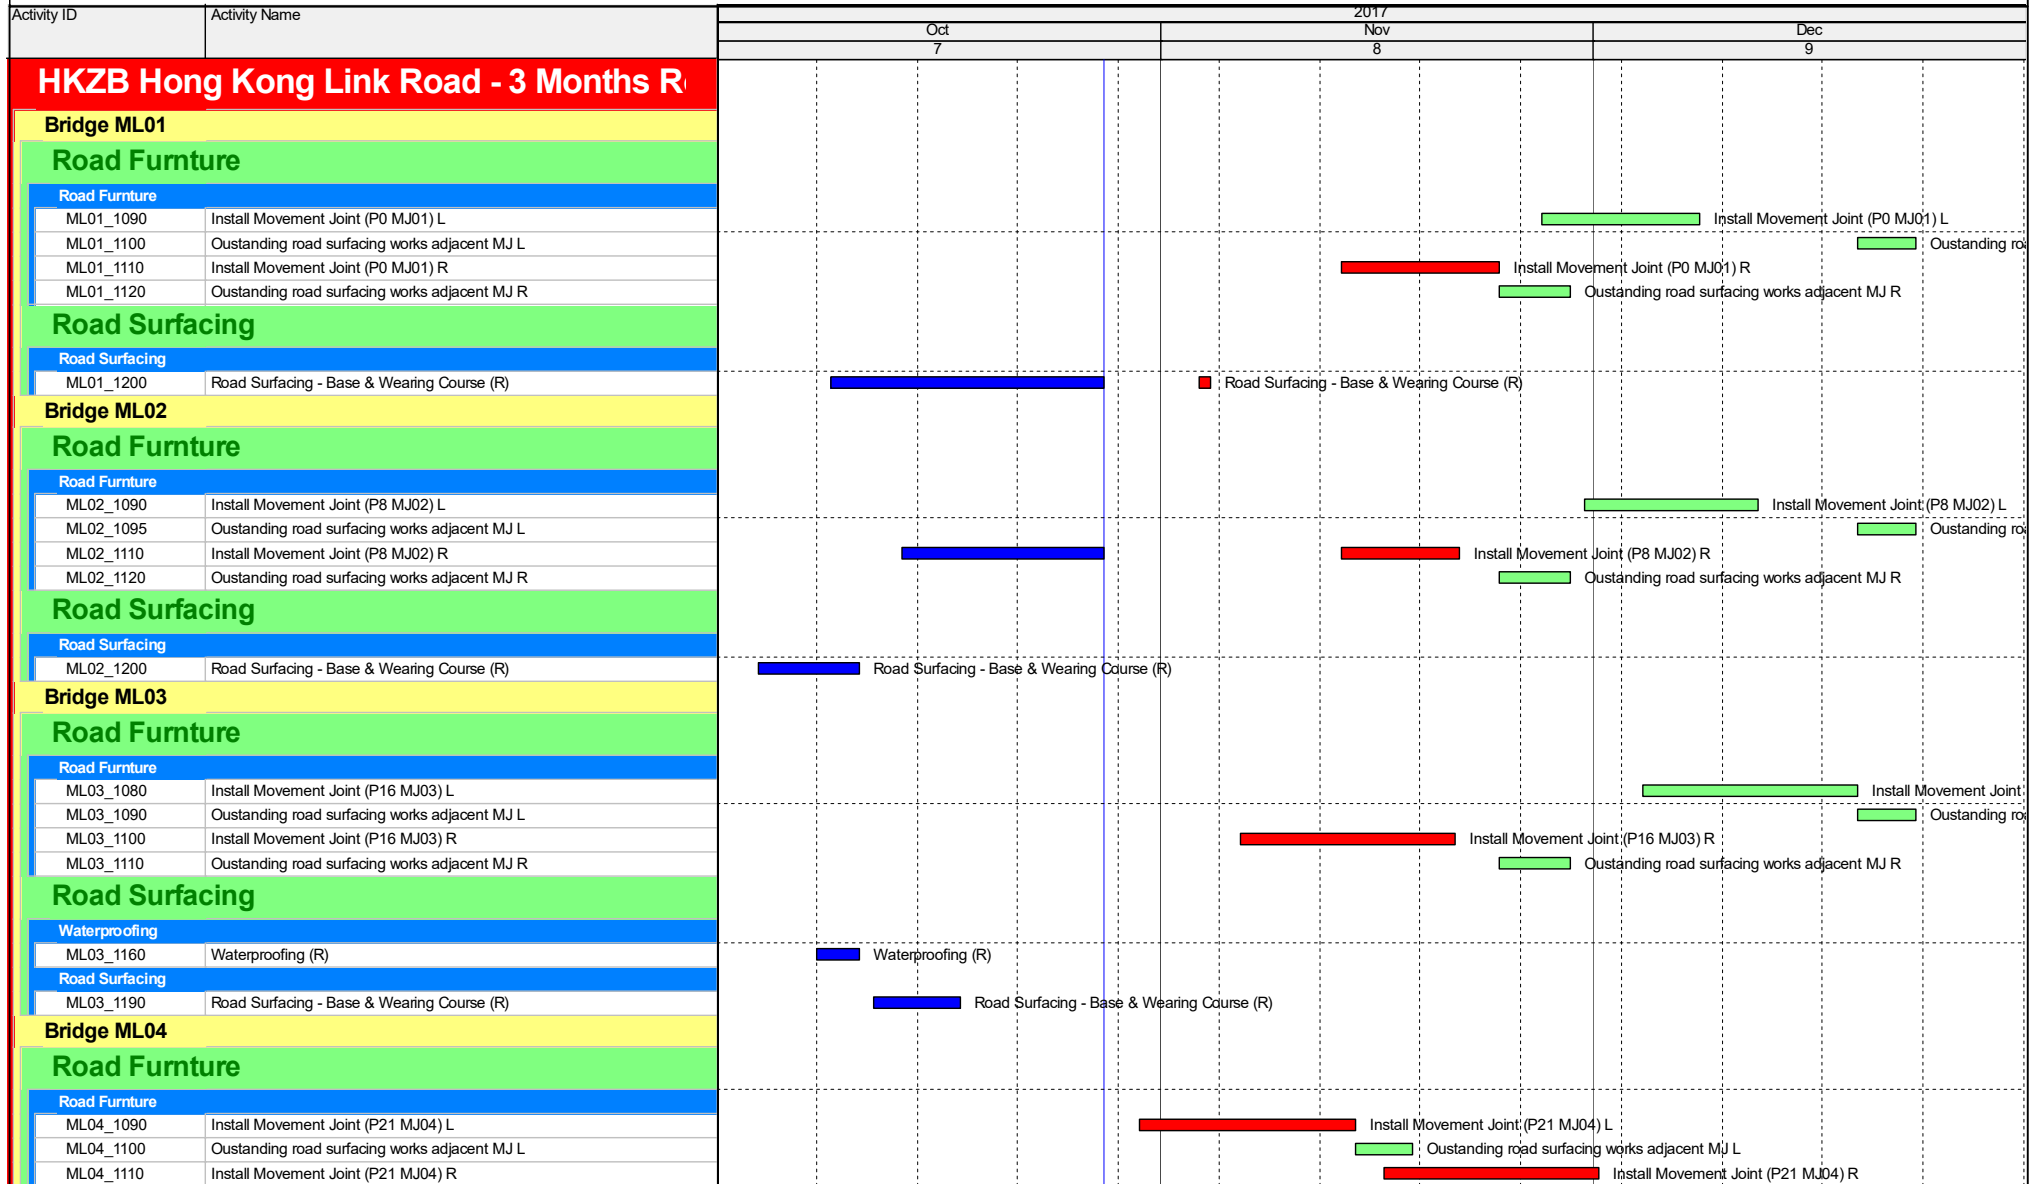 Activity ID Activity Name 2017
Oct Nov Dec
7 8 9
HKZB Hong Kong Link Road - 3 Months R
Bridge ML01
Road Furnture
Road Furnture
ML01_1090 Install Movement Joint (P0 MJ01) L Install Movement Joint (P0 MJ01) L
ML01_1100 Oustanding road surfacing works adjacent MJ L Oustanding
ML01_1110 Install Movement Joint (P0 MJ01) R Install Movement Joint (P0 MJ01) R
ML01_1120 Oustanding road surfacing works adjacent MJ R Oustanding road surfacing works adjacent MJ R
Road Surfacing
Road Surfacing
ML01_1200 Road Surfacing - Base & Wearing Course (R) Road Surfacing - Base & Wearing Course (R)
Bridge ML02
Road Furnture
Road Furnture
ML02_1090 Install Movement Joint (P8 MJ02) L Install Movement Joint (P8 MJ02) L
ML02_1095 Oustanding road surfacing works adjacent MJ L Oustanding
ML02_1110 Install Movement Joint (P8 MJ02) R Install Movement Joint (P8 MJ02) R
ML02_1120 Oustanding road surfacing works adjacent MJ R Oustanding road surfacing works adjacent MJ R
Road Surfacing
Road Surfacing
ML02_1200 Road Surfacing - Base & Wearing Course (R) Road Surfacing - Base & Wearing Course (R)
Bridge ML03
Road Furnture
Road Furnture
ML03_1080 Install Movement Joint (P16 MJ03) L Install Movement Joint
ML03_1090 Oustanding road surfacing works adjacent MJ L Oustanding
ML03_1100 Install Movement Joint (P16 MJ03) R Install Movement Joint (P16 MJ03) R
ML03_1110 Oustanding road surfacing works adjacent MJ R Oustanding road surfacing works adjacent MJ R
Road Surfacing
Waterproofing
ML03_1160 Waterproofing (R) Waterproofing (R)
Road Surfacing
ML03_1190 Road Surfacing - Base & Wearing Course (R) Road Surfacing - Base & Wearing Course (R)
Bridge ML04
Road Furnture
Road Furnture
ML04_1090 Install Movement Joint (P21 MJ04) L Install Movement Joint (P21 MJ04) L
ML04_1100 Oustanding road surfacing works adjacent MJ L Oustanding road surfacing works adjacent MJ L
ML04_1110 Install Movement Joint (P21 MJ04) R Install Movement Joint (P21 MJ04) R